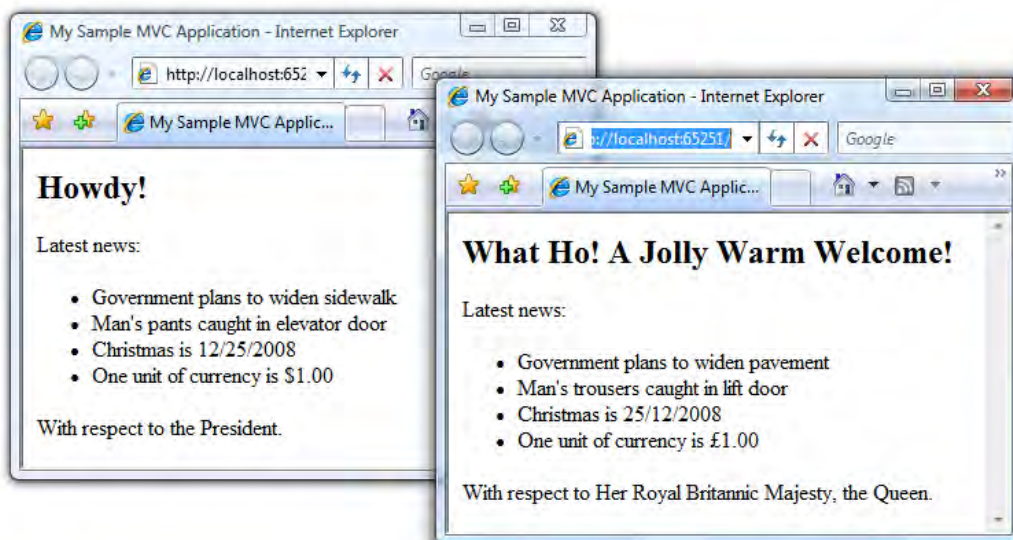 My Sample MVC Application - Internet Explorer
http://localhost:652
My Sample MVC Applic...
Howdy!
Latest news:
• Government plans to widen sidewalk
• Man's pants caught in elevator door
• Christmas is 12/25/2008
• One unit of currency is $1.00
With respect to the President.
My Sample MVC Application - Internet Explorer
p://localhost:65251/
Google
My Sample MVC Applic...
What Ho! A Jolly Warm Welcome!
Latest news:
• Government plans to widen pavement
• Man's trousers caught in lift door
• Christmas is 25/12/2008
• One unit of currency is £1.00
With respect to Her Royal Britannic Majesty, the Queen.